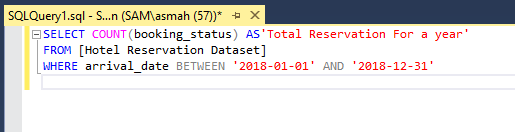 SQLQuery1.sql - S...n (SAM\asmah (57))*
SELECT COUNT(booking_status) AS'Total Reservation For a year'
FROM [Hotel Reservation Dataset]
WHERE arrival_date BETWEEN '2018-01-01' AND '2018-12-31'